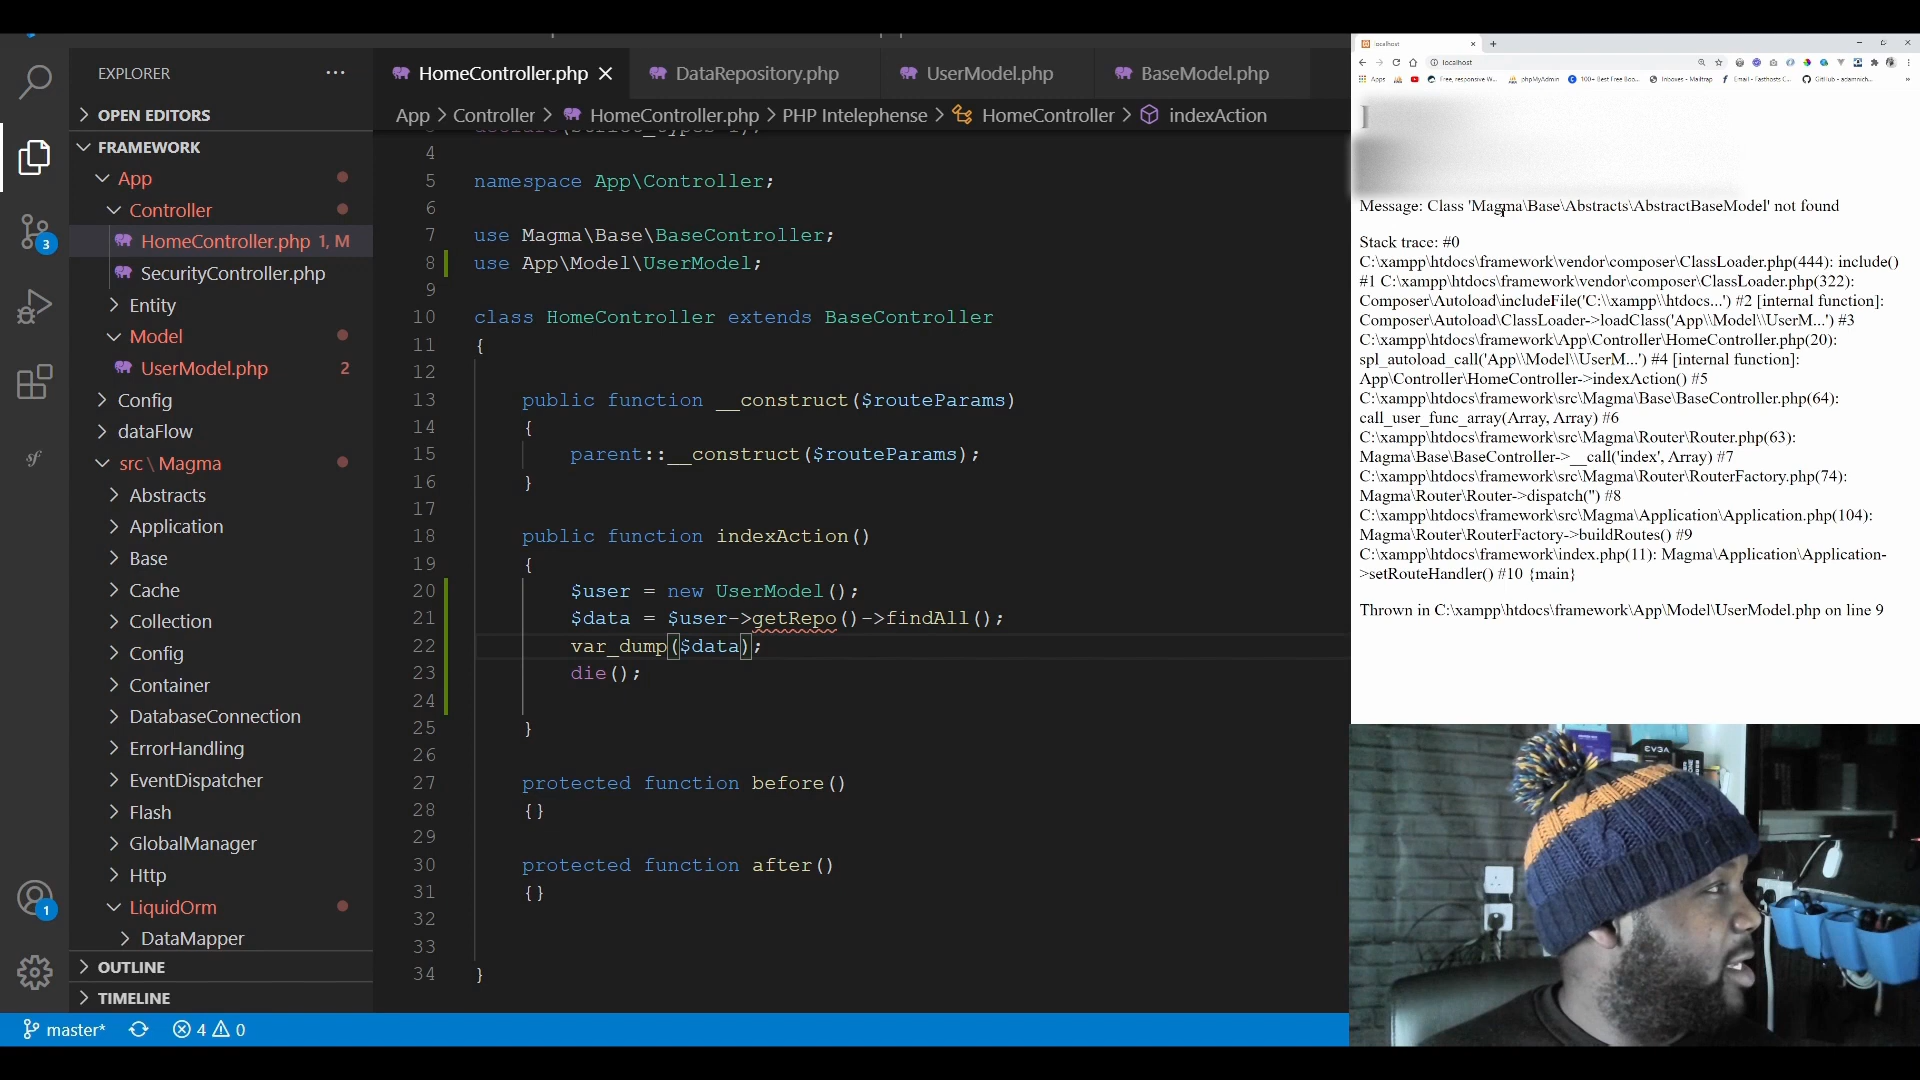 EXPLORER
OPEN EDITORS
FRAMEWORK
App
Controller
HomeController.php 1, M
SecurityController.php
Entity
Model
UserModel.php 2
Config
dataFlow
src \ Magma
Abstracts
Application
Base
Cache
Collection
Config
Container
DatabaseConnection
ErrorHandling
EventDispatcher
Flash
GlobalManager
Http
LiquidOrm
DataMapper
OUTLINE
TIMELINE
3
1
master*
4 0
HomeController.php DataRepository.php UserModel.php BaseModel.php
App > Controller > HomeController.php > PHP Intelephense > HomeController > indexAction
4
5 namespace App\Controller;
6
7 use Magma\Base\BaseController;
8 use App\Model\UserModel;
9
10 class HomeController extends BaseController
11 {
12
13 public function __construct($routeParams)
14 {
15 parent::__construct($routeParams);
16 }
17
18 public function indexAction()
19 {
20 $user = new UserModel();
21 $data = $user->getRepo()->findAll();
22 var_dump($data);
23 die();
24
25 }
26
27 protected function before()
28 {}
29
30 protected function after()
31 {}
32
33
34 }
localhost
localhost
Apps phpMyAdmin
Message: Class 'Magma\Base\Abstracts\AbstractBaseModel' not found
Stack trace: #0
C:\xampp\htdocs\framework\vendor\composer\ClassLoader.php(444): include()
#1 C:\xampp\htdocs\framework\vendor\composer\ClassLoader.php(322):
Composer\Autoload\includeFile('C:\\xampp\\htdocs...') #2 [internal function]:
Composer\Autoload\ClassLoader->loadClass('App\\Model\\UserM...') #3
C:\xampp\htdocs\framework\App\Controller\HomeController.php(20):
spl_autoload_call('App\\Model\\UserM...') #4 [internal function]:
App\Controller\HomeController->indexAction() #5
C:\xampp\htdocs\framework\src\Magma\Base\BaseController.php(64):
call_user_func_array(Array, Array) #6
C:\xampp\htdocs\framework\src\Magma\Router\Router.php(63):
Magma\Base\BaseController->__call('index', Array) #7
C:\xampp\htdocs\framework\src\Magma\Router\RouterFactory.php(74):
Magma\Router\Router->dispatch('') #8
C:\xampp\htdocs\framework\src\Magma\Application\Application.php(104):
Magma\Router\RouterFactory->buildRoutes() #9
C:\xampp\htdocs\framework\index.php(11): Magma\Application\Application-
>setRouteHandler() #10 {main}
Thrown in C:\xampp\htdocs\framework\App\Model\UserModel.php on line 9
EVGA